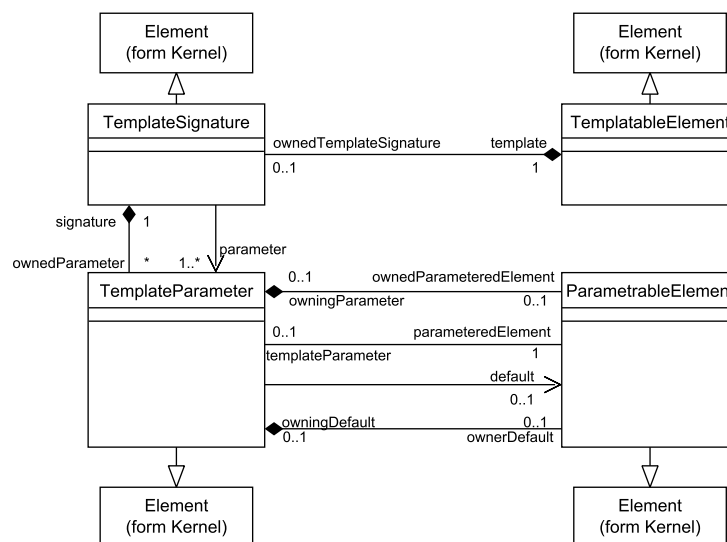 Element
(form Kernel)
Element
(form Kernel)
TemplateSignature
TemplatableElement
ownedTemplateSignature
template
0..1
1
signature
1
ownedParameter
*
1..*
parameter
TemplateParameter
ParametrableElement
0..1
ownedParameteredElement
owningParameter
0..1
0..1
parameteredElement
templateParameter
1
default
0..1
owningDefault
0..1
0..1
ownerDefault
Element
(form Kernel)
Element
(form Kernel)